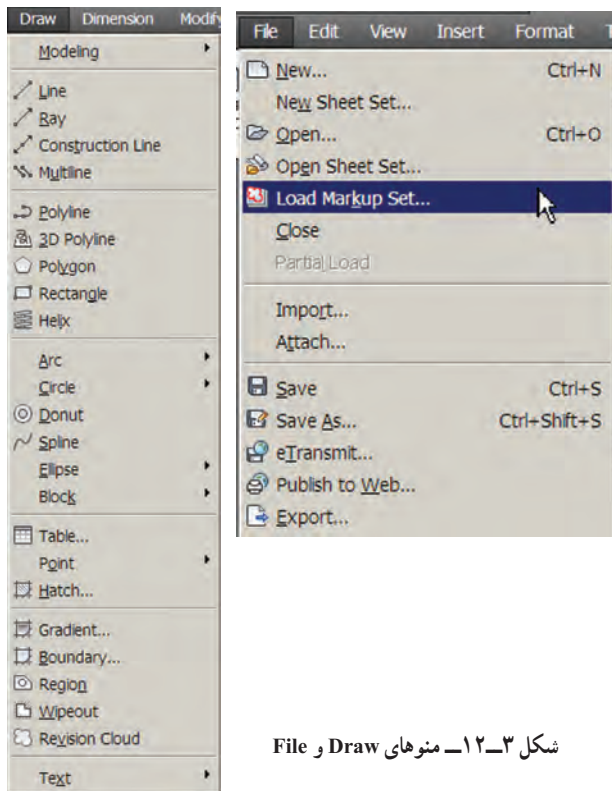 Draw Dimension Modify
Modeling
Line
Ray
Construction Line
Multiline
Polyline
3D Polyline
Polygon
Rectangle
Helix
Arc
Circle
Donut
Spline
Ellipse
Block
Table...
Point
Hatch...
Gradient...
Boundary...
Region
Wipeout
Revision Cloud
Text
File Edit View Insert Format T
New... Ctrl+N
New Sheet Set...
Open... Ctrl+O
Open Sheet Set...
Load Markup Set...
Close
Partial Load
Import...
Attach...
Save Ctrl+S
Save As... Ctrl+Shift+S
eTransmit...
Publish to Web...
Export...
شکل ۳ــ۱۲ــ منوهای Draw و File